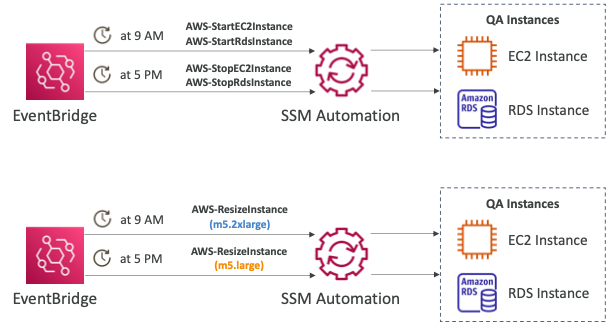 QA Instances
at 9 AM
AWS-StartEC2Instance
AWS-StartRdsInstance
EC2 Instance
at 5 PM
AWS-StopEC2Instance
AWS-StopRdsInstance
Amazon
RDS
RDS Instance
EventBridge
SSM Automation
QA Instances
at 9 AM
AWS-ResizeInstance
(m5.2xlarge)
EC2 Instance
at 5 PM
AWS-ResizeInstance
(m5.large)
Amazon
RDS
RDS Instance
EventBridge
SSM Automation